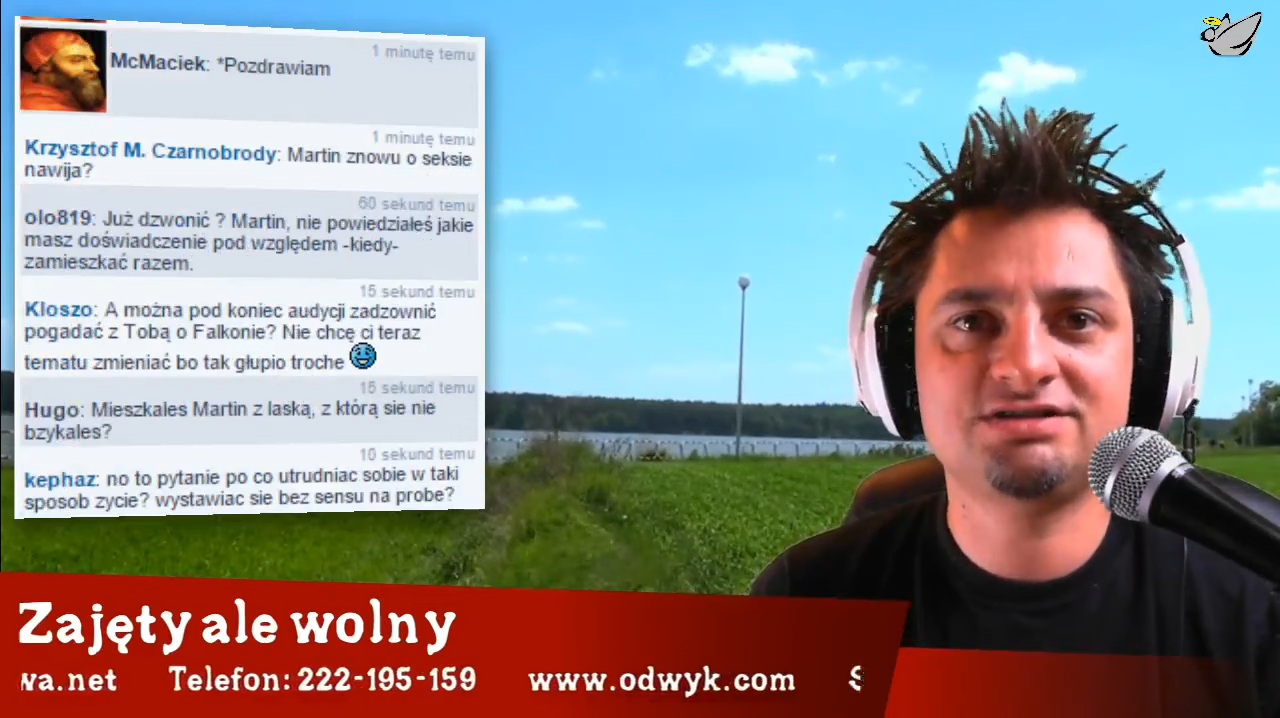 1 minutę temu
McMaciek: *Pozdrawiam
1 minutę temu
Krzysztof M. Czarnobrody: Martin znowu o seksie
nawija?
60 sekund temu
olo819: Już dzwonić ? Martin, nie powiedziałeś jakie
masz doświadczenie pod względem -kiedy-
zamieszkać razem.
15 sekund temu
Kloszo: A można pod koniec audycji zadzownić
pogadać z Tobą o Falkonie? Nie chcę ci teraz
tematu zmieniać bo tak głupio troche
15 sekund temu
Hugo: Mieszkales Martin z laską, z którą sie nie
bzykales?
10 sekund temu
kephaz: no to pytanie po co utrudniac sobie w taki
sposob zycie? wystawiac sie bez sensu na probe?
Zajęty ale wolny
wa.net Telefon: 222-195-159 www.odwyk.com S